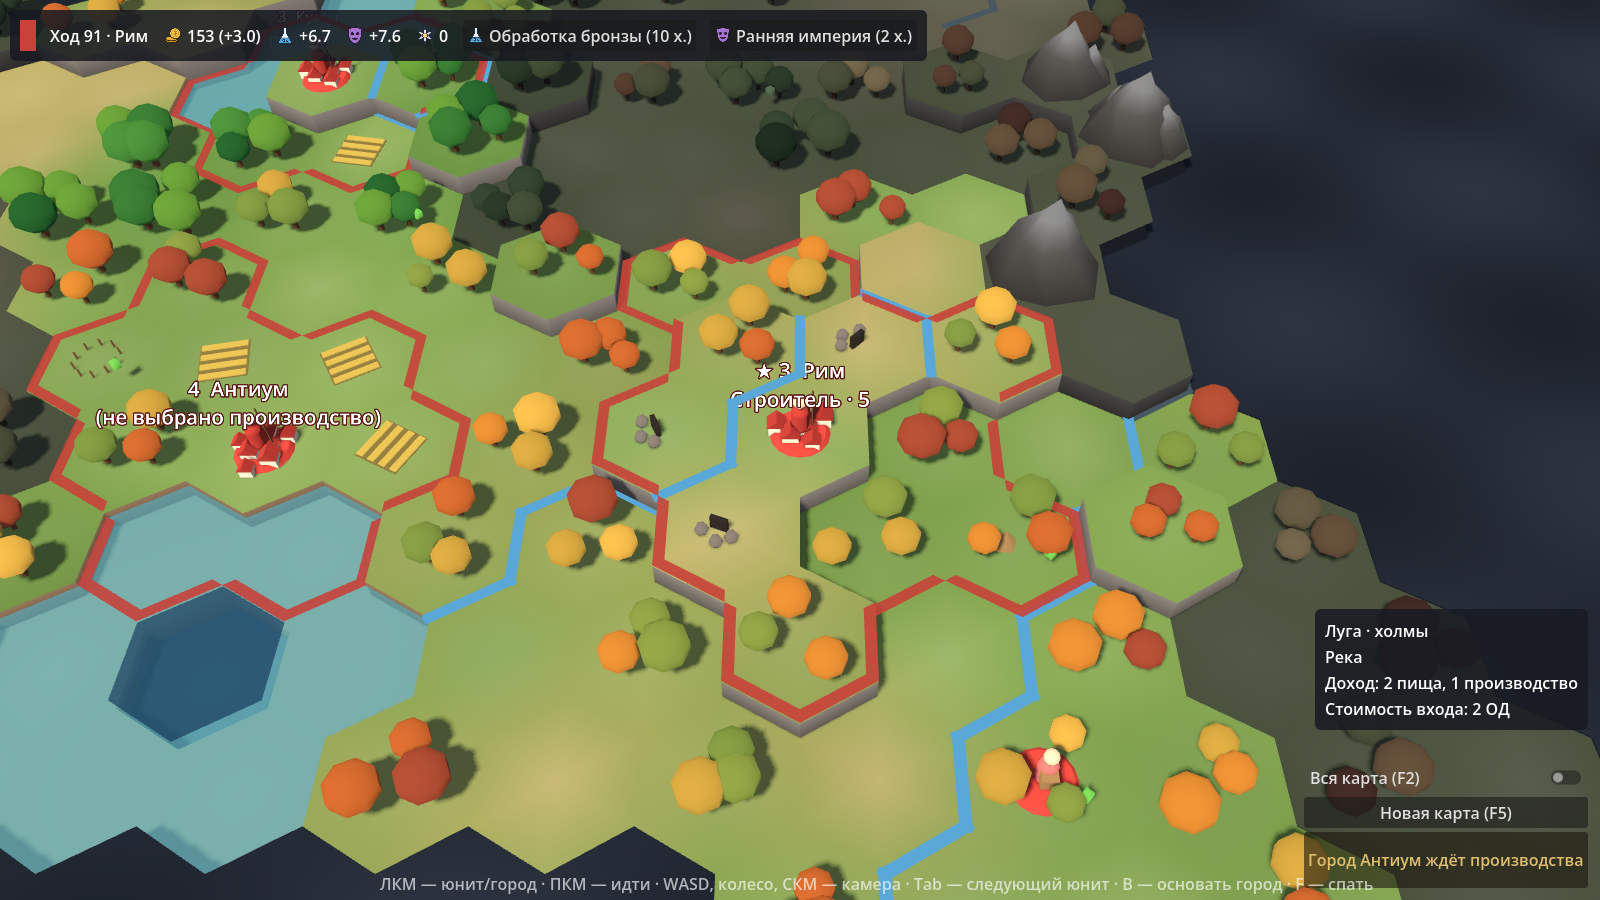 Ход 91 · Рим 153 (+3.0) +6.7 +7.6 0 Обработка бронзы (10 х.) Ранняя империя (2 х.)
★ 3 Рим
Строитель · 5
4 Антиум
(не выбрано производство)
Луга · холмы
Река
Доход: 2 пища, 1 производство
Стоимость входа: 2 ОД
Вся карта (F2)
Новая карта (F5)
Город Антиум ждёт производства
ЛКМ — юнит/город · ПКМ — идти · WASD, колесо, СКМ — камера · Tab — следующий юнит · B — основать город · F — спать